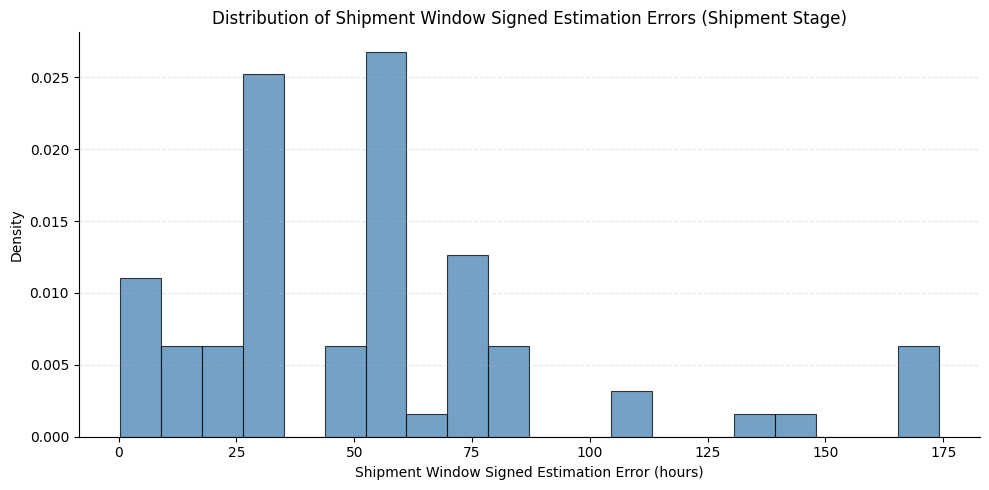 Distribution of Shipment Window Signed Estimation Errors (Shipment Stage)
Density
0.025
0.020
0.015
0.010
0.005
0.000
0 25 50 75 100 125 150 175
Shipment Window Signed Estimation Error (hours)